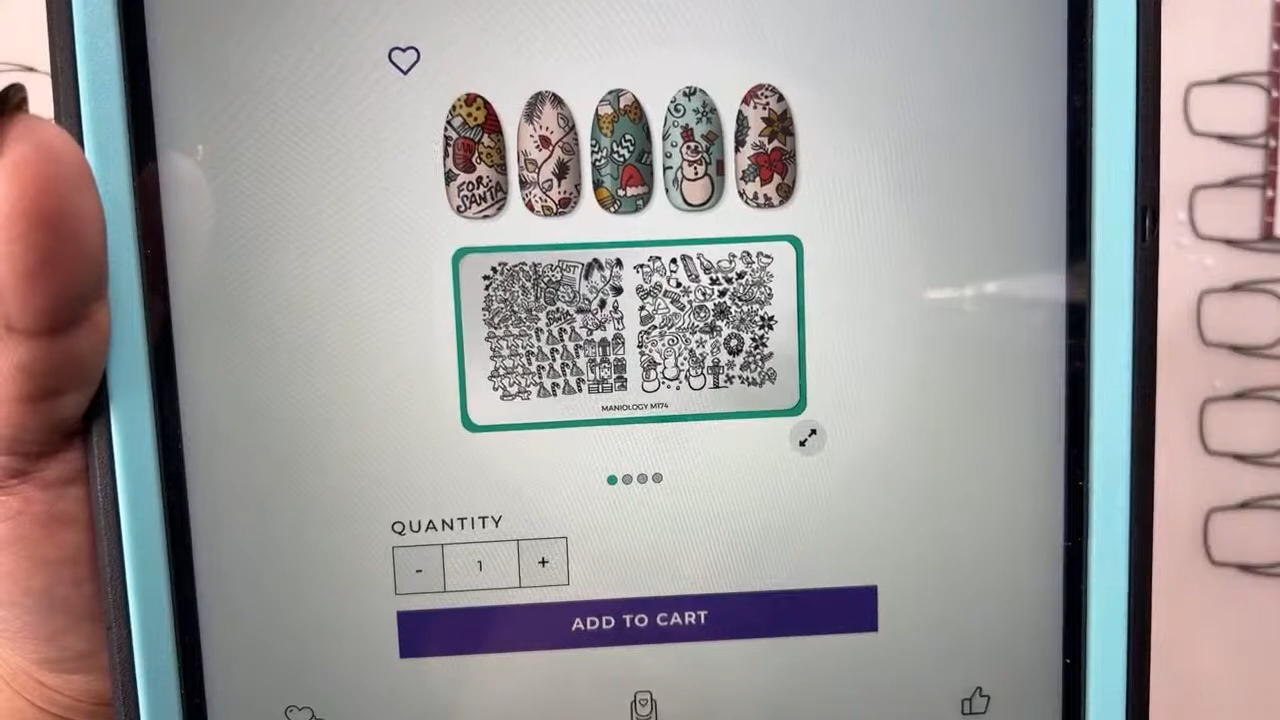 FOR:
SANTA
MANIOLOGY M174
QUANTITY
- 1 +
ADD TO CART